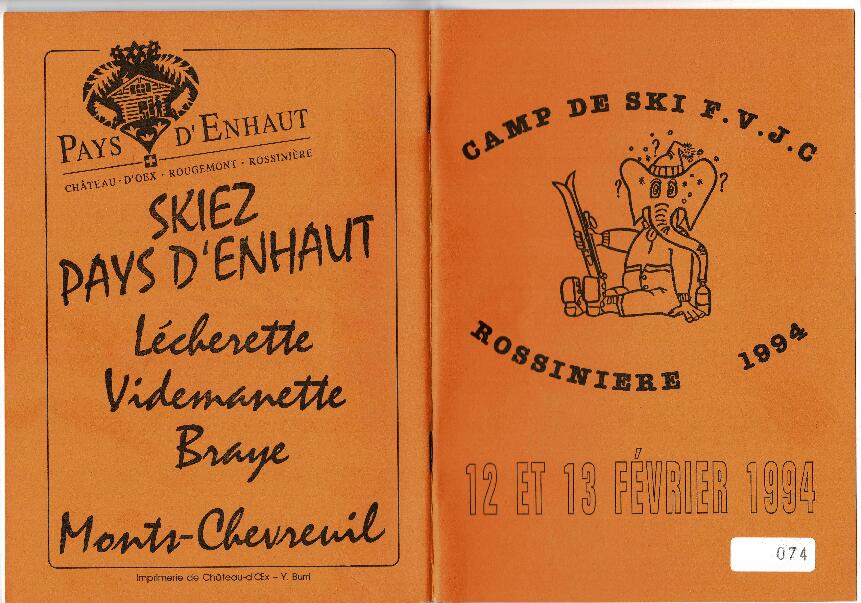 PAYS D'ENHAUT
CHÂTEAU-D'OEX · ROUGEMONT · ROSSINIÈRE
SKIEZ
PAYS D'ENHAUT
Lécherette
Videmanette
Braye
Monts-Chevreuil
Imprimerie de Château-d'Œx – Y. Burri
CAMP DE SKI F.V.J.C
? ? ?
ROSSINIERE 1994
12 ET 13 FÉVRIER 1994
074